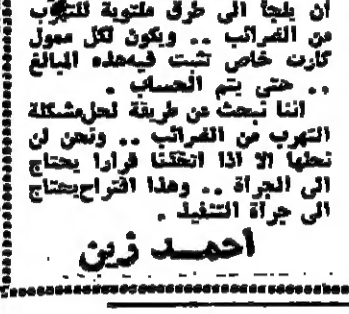 أن يلجأ الى طرق ملتوية للتهرب
من الضرائب .. ويكون لكل ممول
كارت خاص تثبت فيه هذه المبالغ
.. حتى يتم الحساب .
اننا نبحث عن طريقة لحل مشكلة
التهرب من الضرائب .. ونحن لن
نحلها الا اذا اتخذنا قرارا يحتاج
الى الجرأة .. وهذا اقتراح يحتاج
الى جرأة التنفيذ .
احمد زين